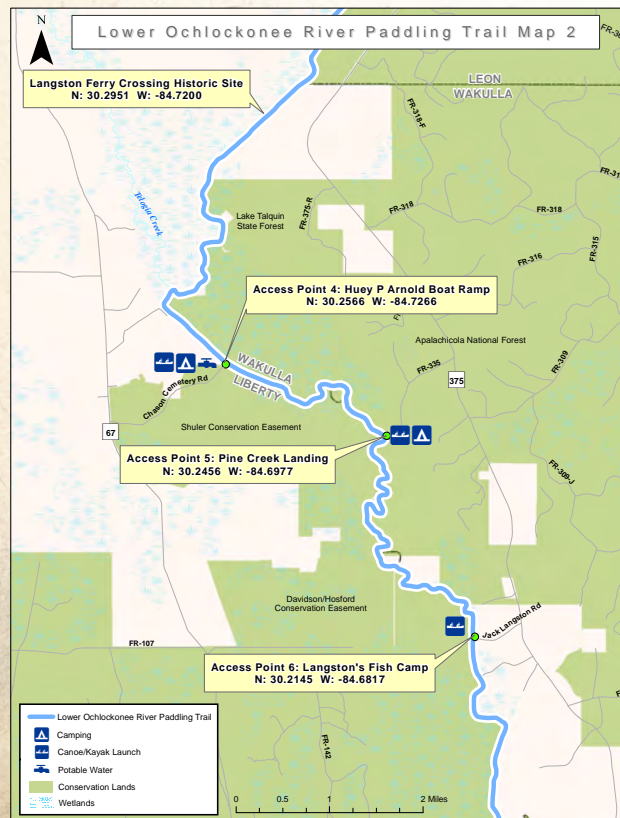 N
Lower Ochlockonee River Paddling Trail Map 2
FR-3
LEON
WAKULLA
Langston Ferry Crossing Historic Site
N: 30.2951 W: -84.7200
FR-318-F
FR-31
Telogia Creek
Lake Talquin
State Forest
FR-375-R
FR-318
FR-318
FR-315
FR-316
Access Point 4: Huey P Arnold Boat Ramp
N: 30.2566 W: -84.7266
Apalachicola National Forest
WAKULLA
LIBERTY
FR-335
375
FR-309
Chason Cemetery Rd
67
Shuler Conservation Easement
Access Point 5: Pine Creek Landing
N: 30.2456 W: -84.6977
FR-309-J
Davidson/Hosford
Conservation Easement
Jack Langston Rd
FR-107
Access Point 6: Langston's Fish Camp
N: 30.2145 W: -84.6817
Lower Ochlockonee River Paddling Trail
Camping
Canoe/Kayak Launch
Potable Water
Conservation Lands
Wetlands
FR-142
0 0.5 1 2 Miles